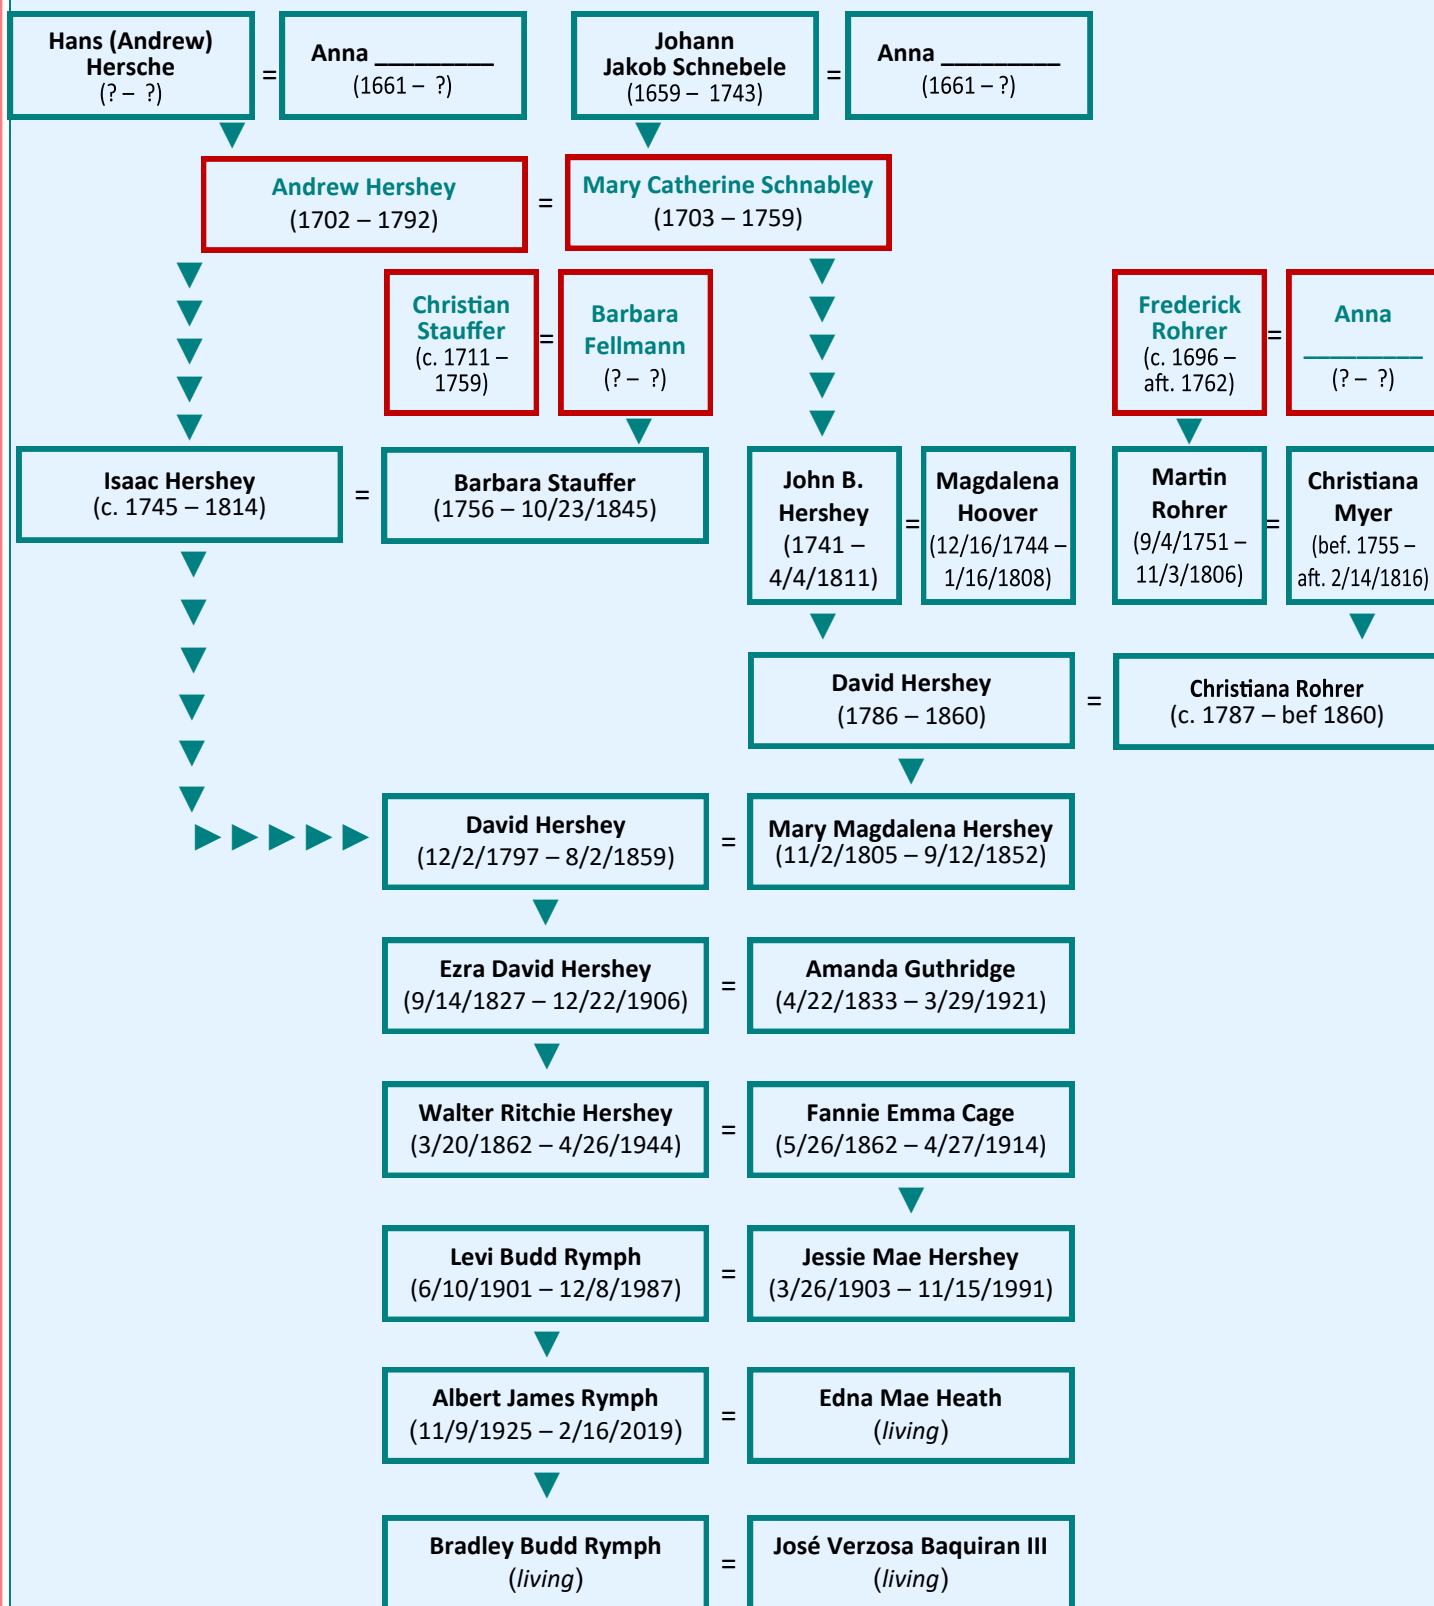 Hans (Andrew)
Hersche
(? – ?)
=
Anna _________
(1661 – ?)
Johann
Jakob Schnebele
(1659 – 1743)
=
Anna _________
(1661 – ?)
Andrew Hershey
(1702 – 1792)
=
Mary Catherine Schnabley
(1703 – 1759)
Christian
Stauffer
(c. 1711 –
1759)
=
Barbara
Fellmann
(? – ?)
Frederick
Rohrer
(c. 1696 –
aft. 1762)
=
Anna
_________
(? – ?)
Isaac Hershey
(c. 1745 – 1814)
=
Barbara Stauffer
(1756 – 10/23/1845)
John B.
Hershey
(1741 –
4/4/1811)
=
Magdalena
Hoover
(12/16/1744 –
1/16/1808)
Martin
Rohrer
(9/4/1751 –
11/3/1806)
=
Christiana
Myer
(bef. 1755 –
aft. 2/14/1816)
David Hershey
(1786 – 1860)
=
Christiana Rohrer
(c. 1787 – bef 1860)
David Hershey
(12/2/1797 – 8/2/1859)
=
Mary Magdalena Hershey
(11/2/1805 – 9/12/1852)
Ezra David Hershey
(9/14/1827 – 12/22/1906)
=
Amanda Guthridge
(4/22/1833 – 3/29/1921)
Walter Ritchie Hershey
(3/20/1862 – 4/26/1944)
=
Fannie Emma Cage
(5/26/1862 – 4/27/1914)
Levi Budd Rymph
(6/10/1901 – 12/8/1987)
=
Jessie Mae Hershey
(3/26/1903 – 11/15/1991)
Albert James Rymph
(11/9/1925 – 2/16/2019)
=
Edna Mae Heath
(living)
Bradley Budd Rymph
(living)
=
José Verzosa Baquiran III
(living)